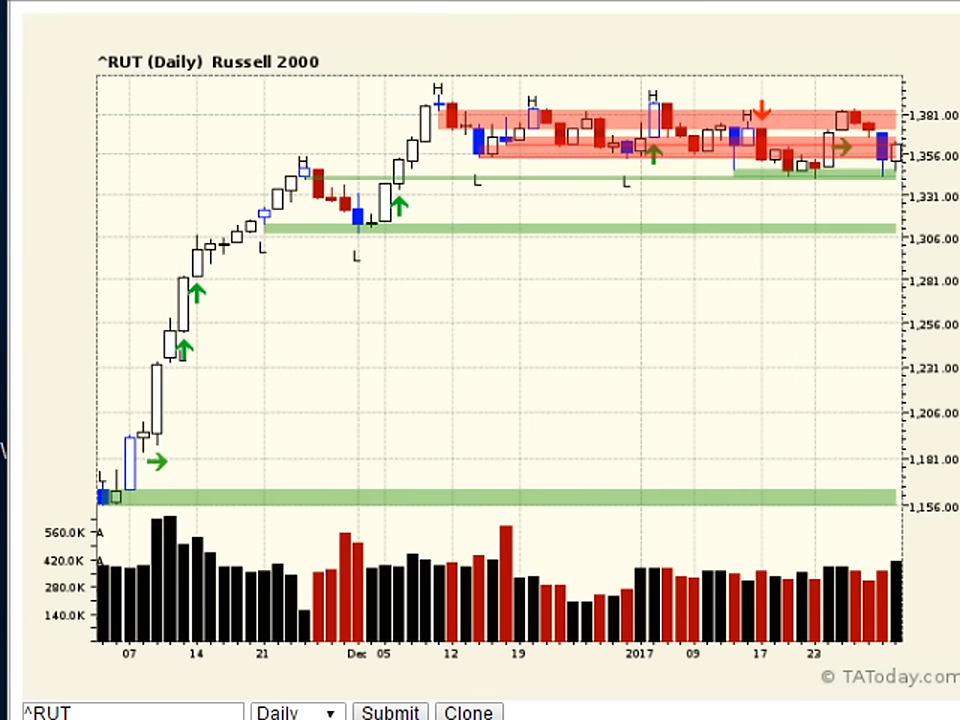 ^RUT (Daily) Russell 2000
H
H
H
H
H
1,381.00
1,356.00
L
L
1,331.00
L
L
1,306.00
1,281.00
1,256.00
1,231.00
1,206.00
1,181.00
L
1,156.00
560.0K
A
420.0K
A
280.0K
140.0K
07 14 21 Dec 05 12 19 2017 09 17 23
© TAToday.com
^RUT Daily ▼ Submit Clone